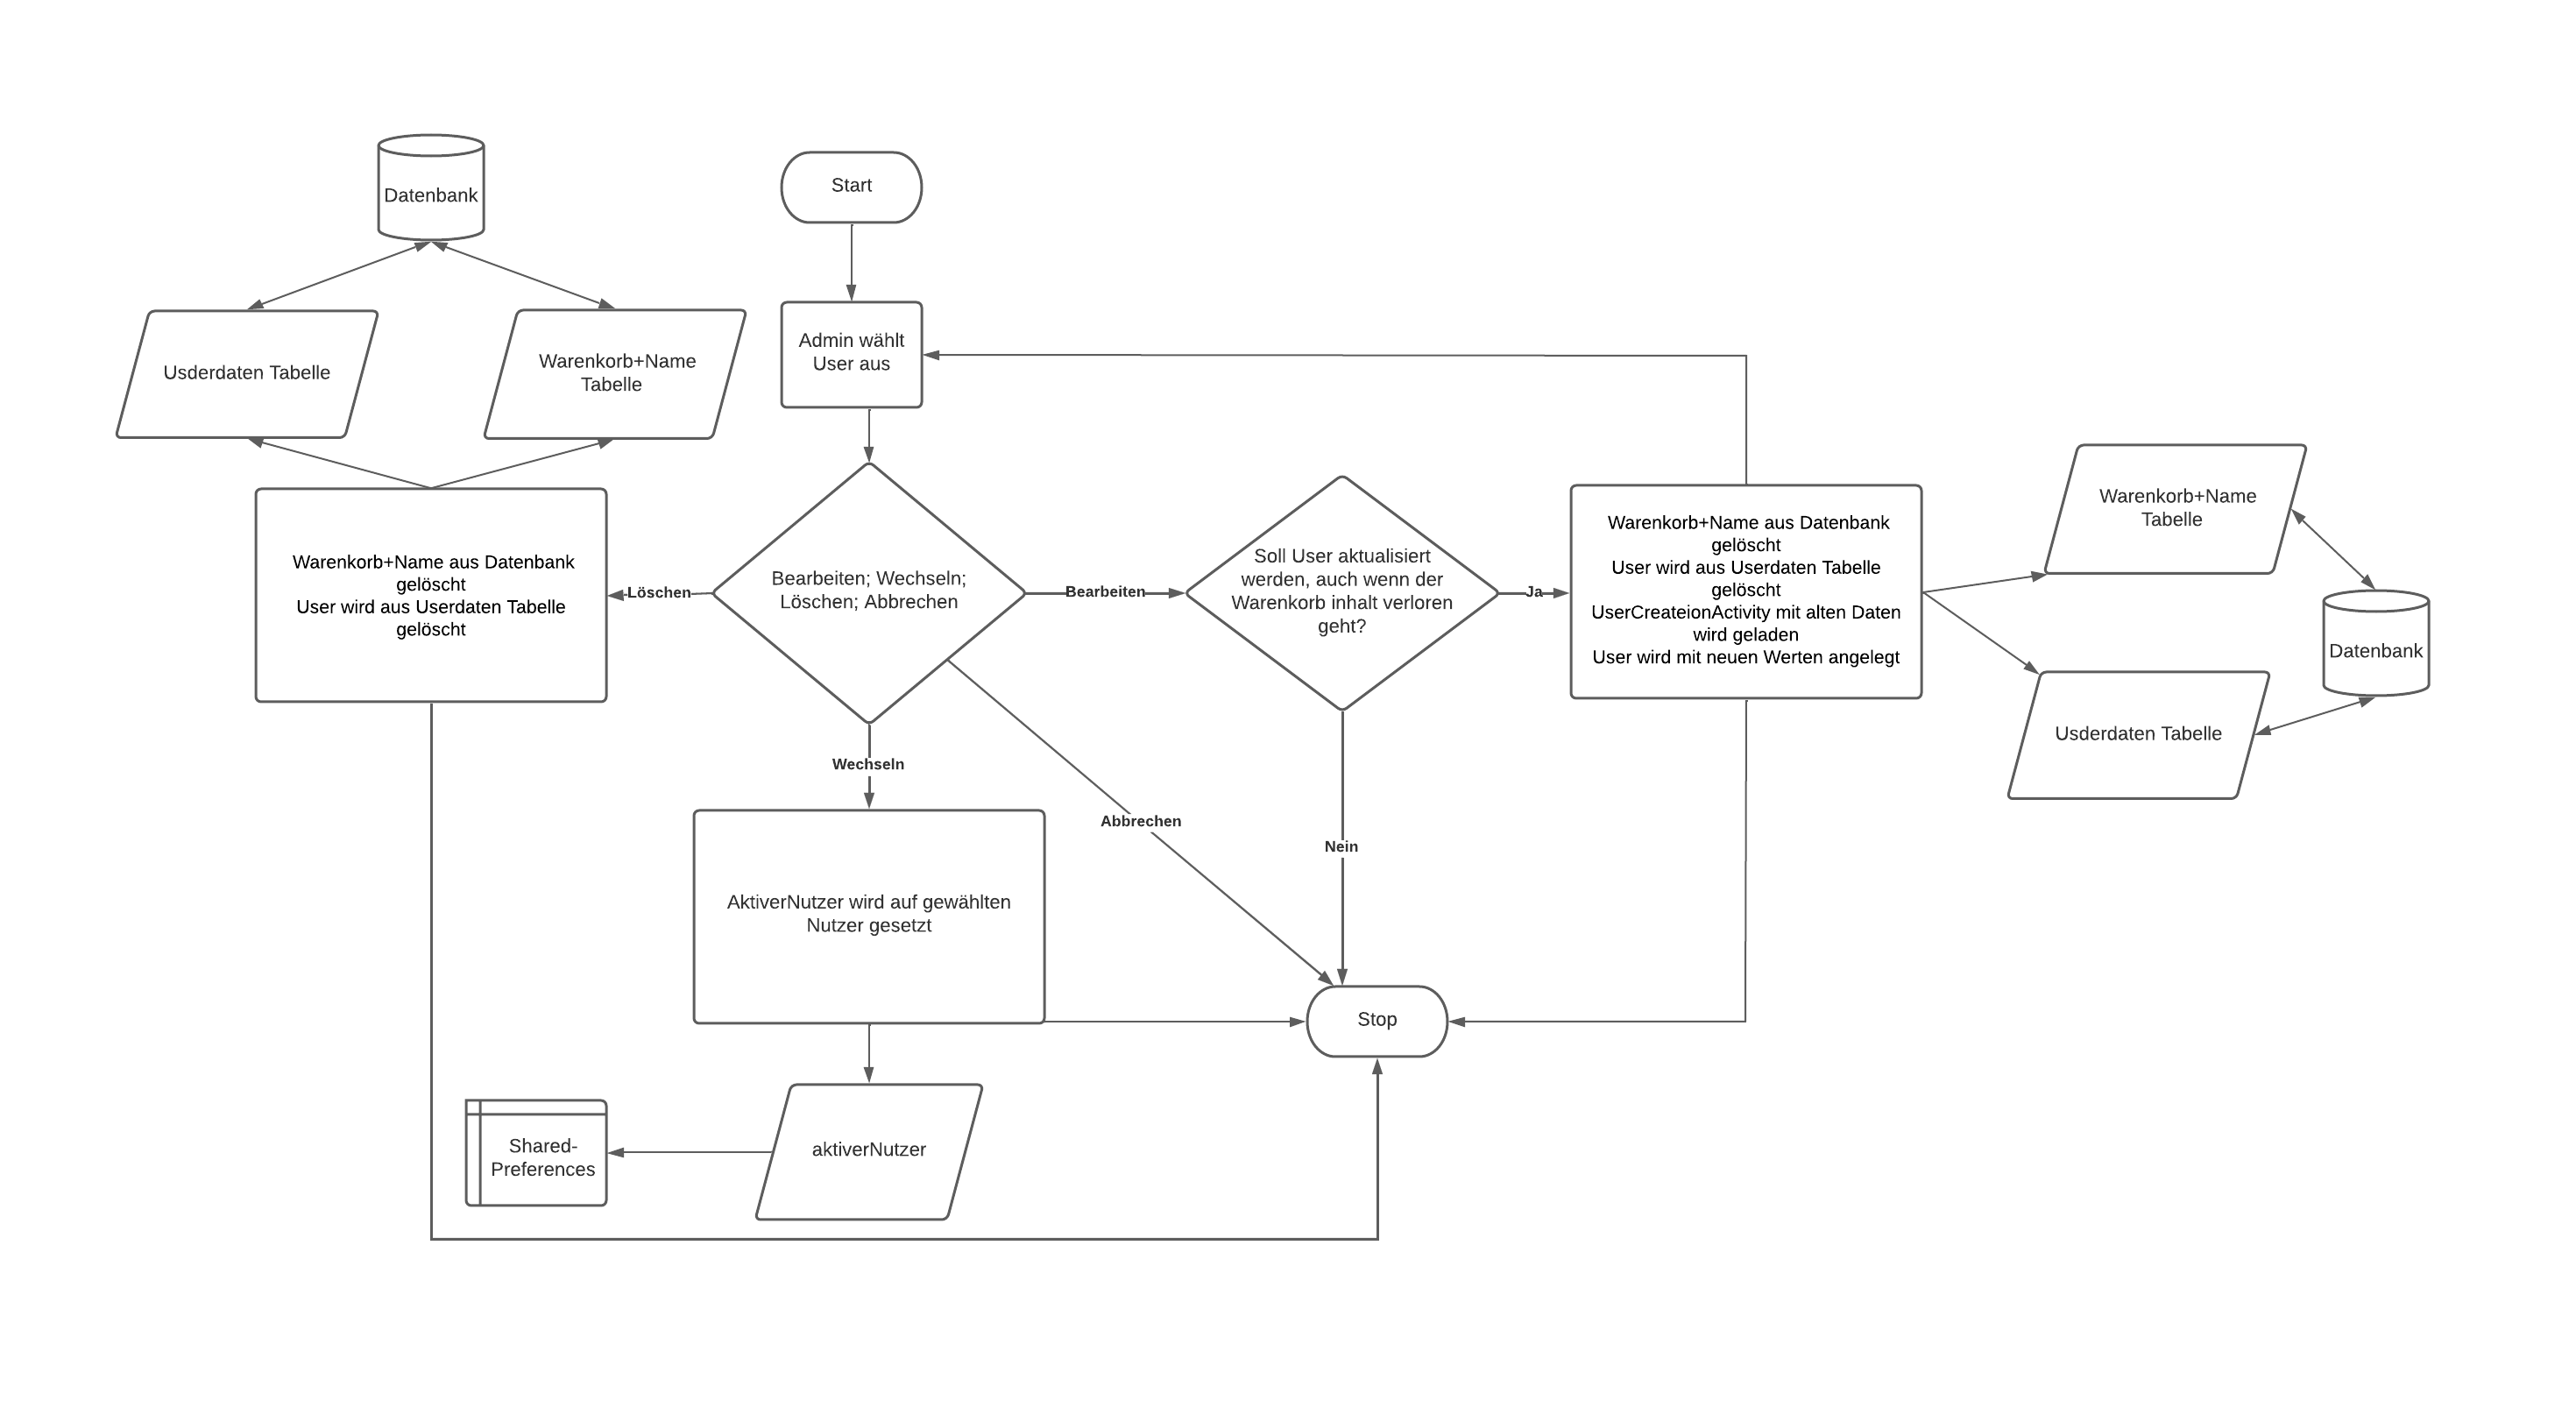 Datenbank
Start
Usderdaten Tabelle
Warenkorb+Name
Tabelle
Admin wählt
User aus
Warenkorb+Name aus Datenbank
gelöscht
User wird aus Userdaten Tabelle
gelöscht
Löschen
Bearbeiten; Wechseln;
Löschen; Abbrechen
Bearbeiten
Soll User aktualisiert
werden, auch wenn der
Warenkorb inhalt verloren
geht?
Ja
Warenkorb+Name aus Datenbank
gelöscht
User wird aus Userdaten Tabelle
gelöscht
UserCreateionActivity mit alten Daten
wird geladen
User wird mit neuen Werten angelegt
Warenkorb+Name
Tabelle
Datenbank
Usderdaten Tabelle
Wechseln
Abbrechen
Nein
AktiverNutzer wird auf gewählten
Nutzer gesetzt
Stop
Shared-
Preferences
aktiverNutzer